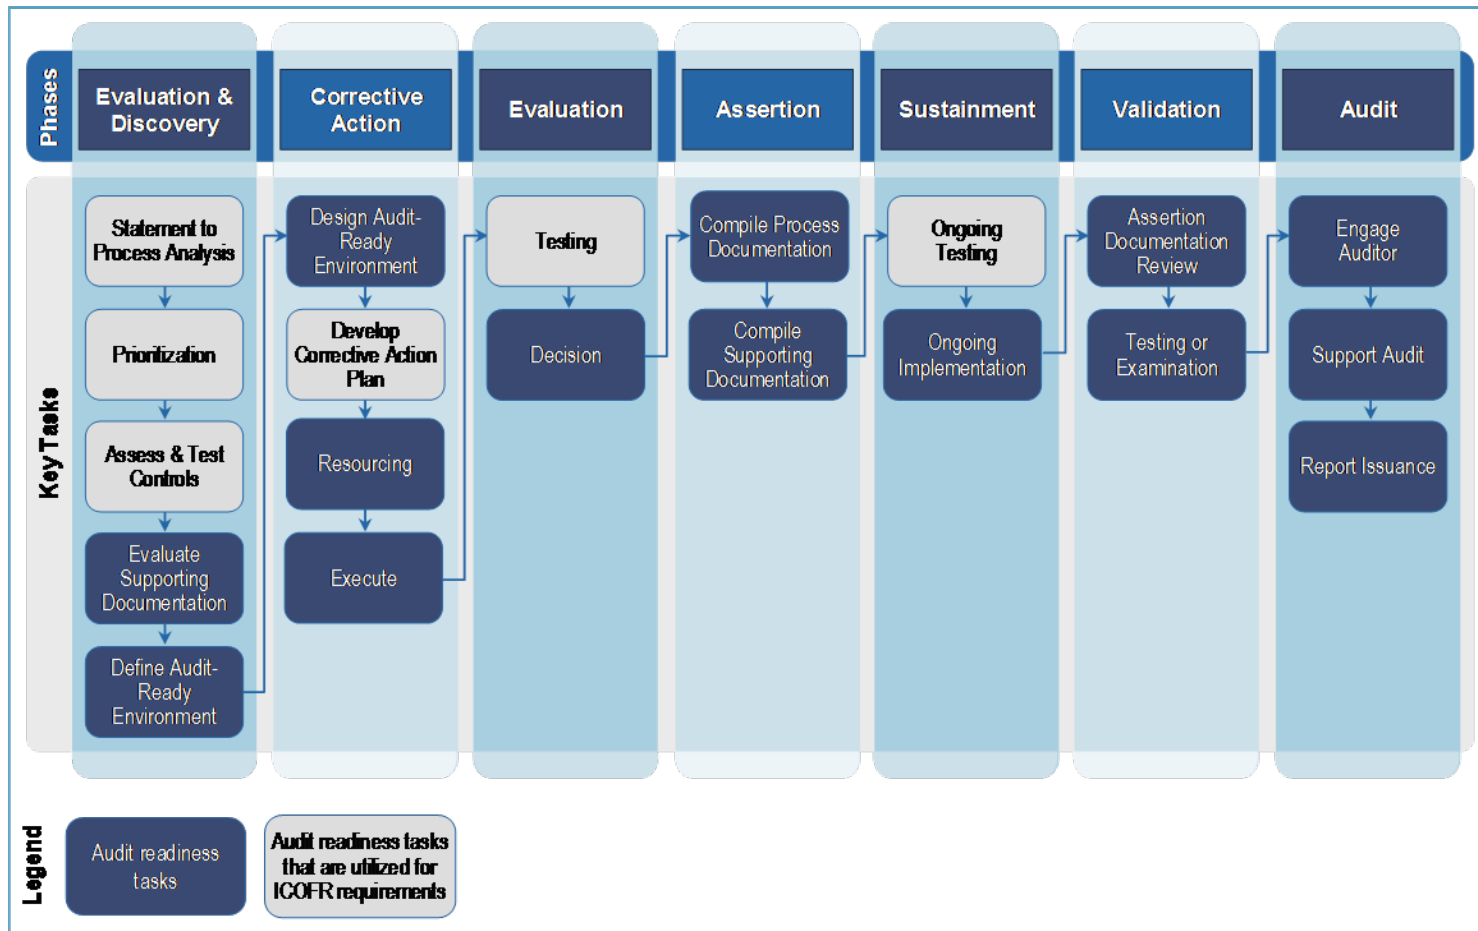 Phases
Evaluation &
Discovery
Corrective
Action
Evaluation
Assertion
Sustainment
Validation
Audit
Key Tasks
Statement to
Process Analysis
Prioritization
Assess & Test
Controls
Evaluate
Supporting
Documentation
Define Audit-
Ready
Environment
Design Audit-
Ready
Environment
Develop
Corrective Action
Plan
Resourcing
Execute
Testing
Decision
Compile Process
Documentation
Compile
Supporting
Documentation
Ongoing
Testing
Ongoing
Implementation
Assertion
Documentation
Review
Testing or
Examination
Engage
Auditor
Support Audit
Report Issuance
Legend
Audit readiness
tasks
Audit readiness tasks
that are utilized for
ICOFR requirements